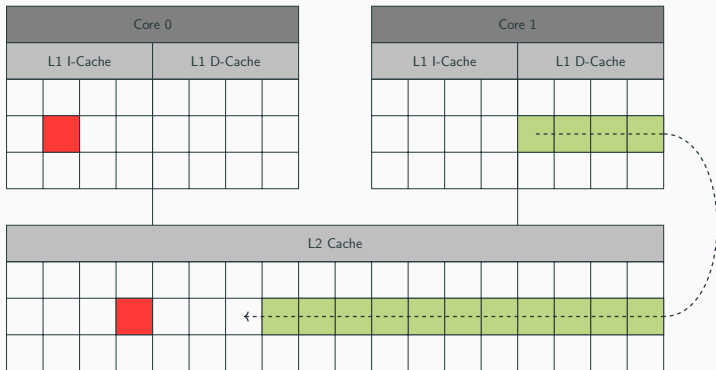 Core 0
Core 1
L1 I-Cache
L1 D-Cache
L1 I-Cache
L1 D-Cache
L2 Cache